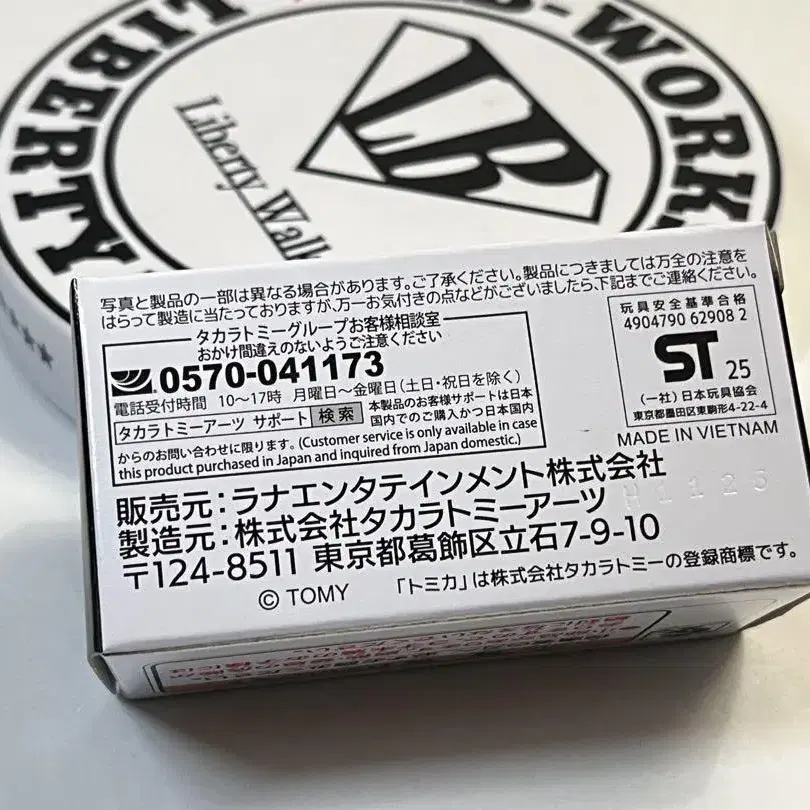 LB-WORKS
LIBERTY
LB
Liberty Walk
写真と製品の一部は異なる場合があります。ご了承ください。製品につきましては万全の注意を
はらって製造に当たっておりますが、万一お気付きの点などがございましたら、下記までご連絡ください。
タカラトミーグループお客様相談室
おかけ間違えのないようご注意ください
0570-041173
電話受付時間 10〜17時 月曜日〜金曜日(土日・祝日を除く)
タカラトミーアーツ サポート 検索 本製品のお客様サポートは日本
国内でのご購入かつ日本国内
からのお問い合わせに限ります。(Customer service is only available in case
this product purchased in Japan and inquired from Japan domestic.)
玩具安全基準合格
4904790 62908 2
ST 25
(一社)日本玩具協会
東京都墨田区東駒形4-22-4
MADE IN VIETNAM
販売元:ラナエンタテインメント株式会社
製造元:株式会社タカラトミーアーツ
〒124-8511 東京都葛飾区立石7-9-10
© TOMY 「トミカ」は株式会社タカラトミーの登録商標です。